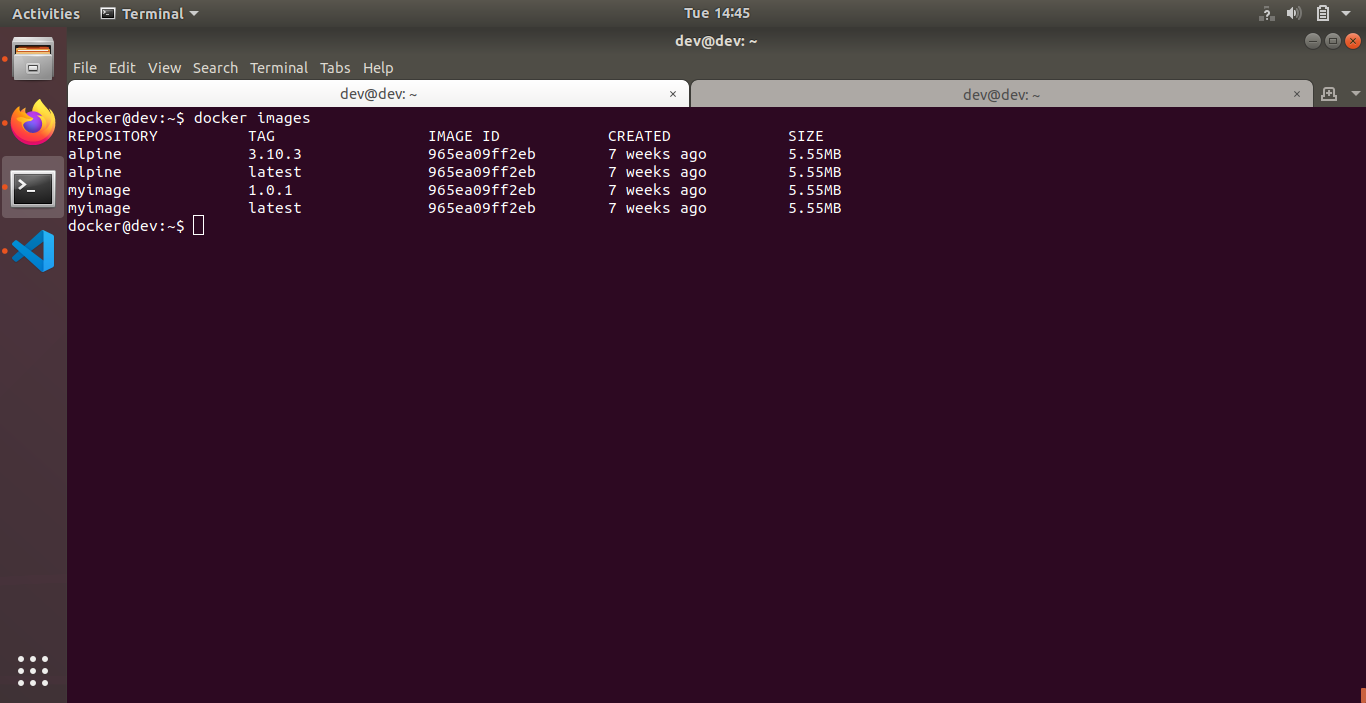 Activities Terminal Tue 14:45
dev@dev: ~
File Edit View Search Terminal Tabs Help
dev@dev: ~ × dev@dev: ~ ×
docker@dev:~$ docker images
REPOSITORY TAG IMAGE ID CREATED SIZE
alpine 3.10.3 965ea09ff2eb 7 weeks ago 5.55MB
alpine latest 965ea09ff2eb 7 weeks ago 5.55MB
myimage 1.0.1 965ea09ff2eb 7 weeks ago 5.55MB
myimage latest 965ea09ff2eb 7 weeks ago 5.55MB
docker@dev:~$